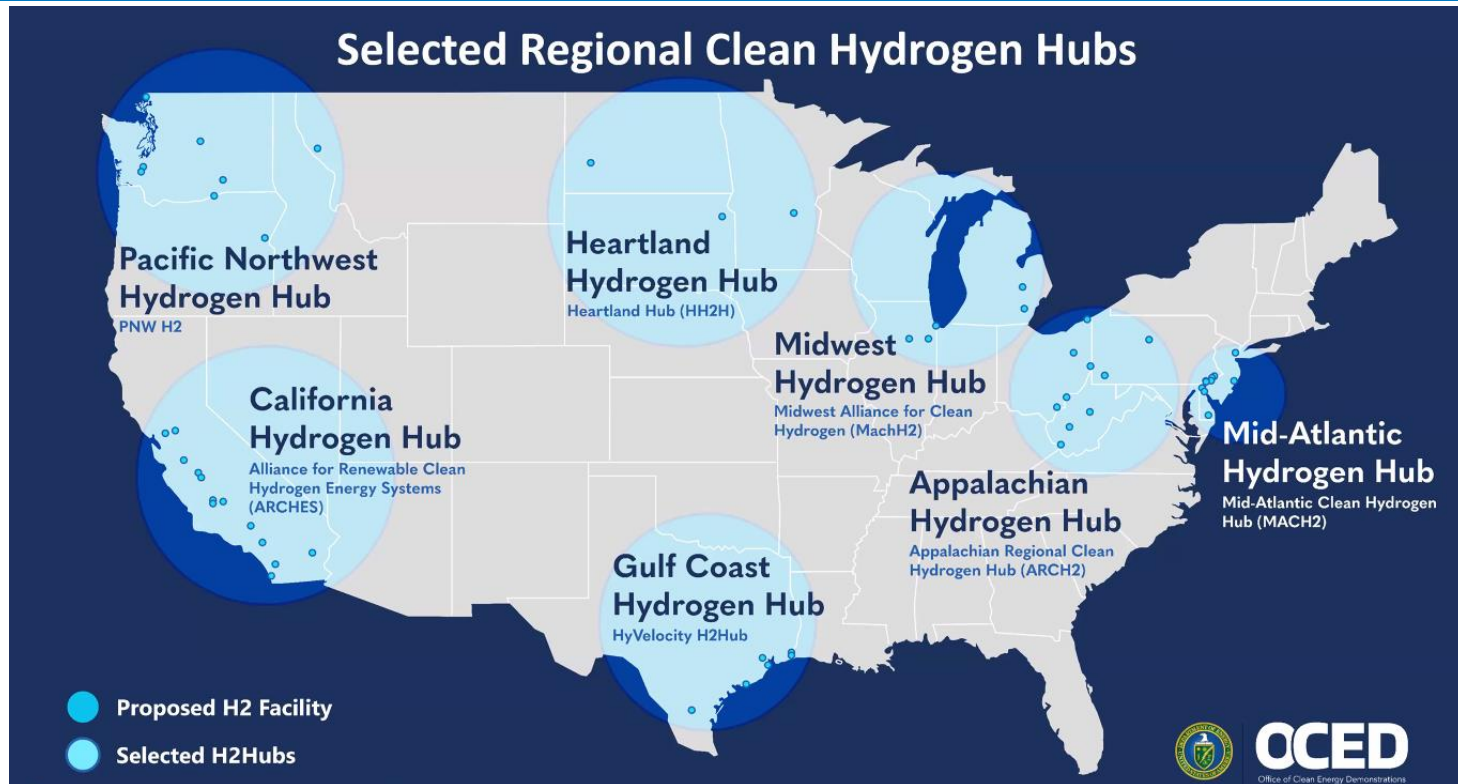 Selected Regional Clean Hydrogen Hubs
Pacific Northwest
Hydrogen Hub
PNW H2
Heartland
Hydrogen Hub
Heartland Hub (HH2H)
Midwest
Hydrogen Hub
Midwest Alliance for Clean
Hydrogen (MachH2)
California
Hydrogen Hub
Alliance for Renewable Clean
Hydrogen Energy Systems
(ARCHES)
Mid-Atlantic
Hydrogen Hub
Mid-Atlantic Clean Hydrogen
Hub (MACH2)
Appalachian
Hydrogen Hub
Appalachian Regional Clean
Hydrogen Hub (ARCH2)
Gulf Coast
Hydrogen Hub
HyVelocity H2Hub
Proposed H2 Facility
Selected H2Hubs
OCED
Office of Clean Energy Demonstrations